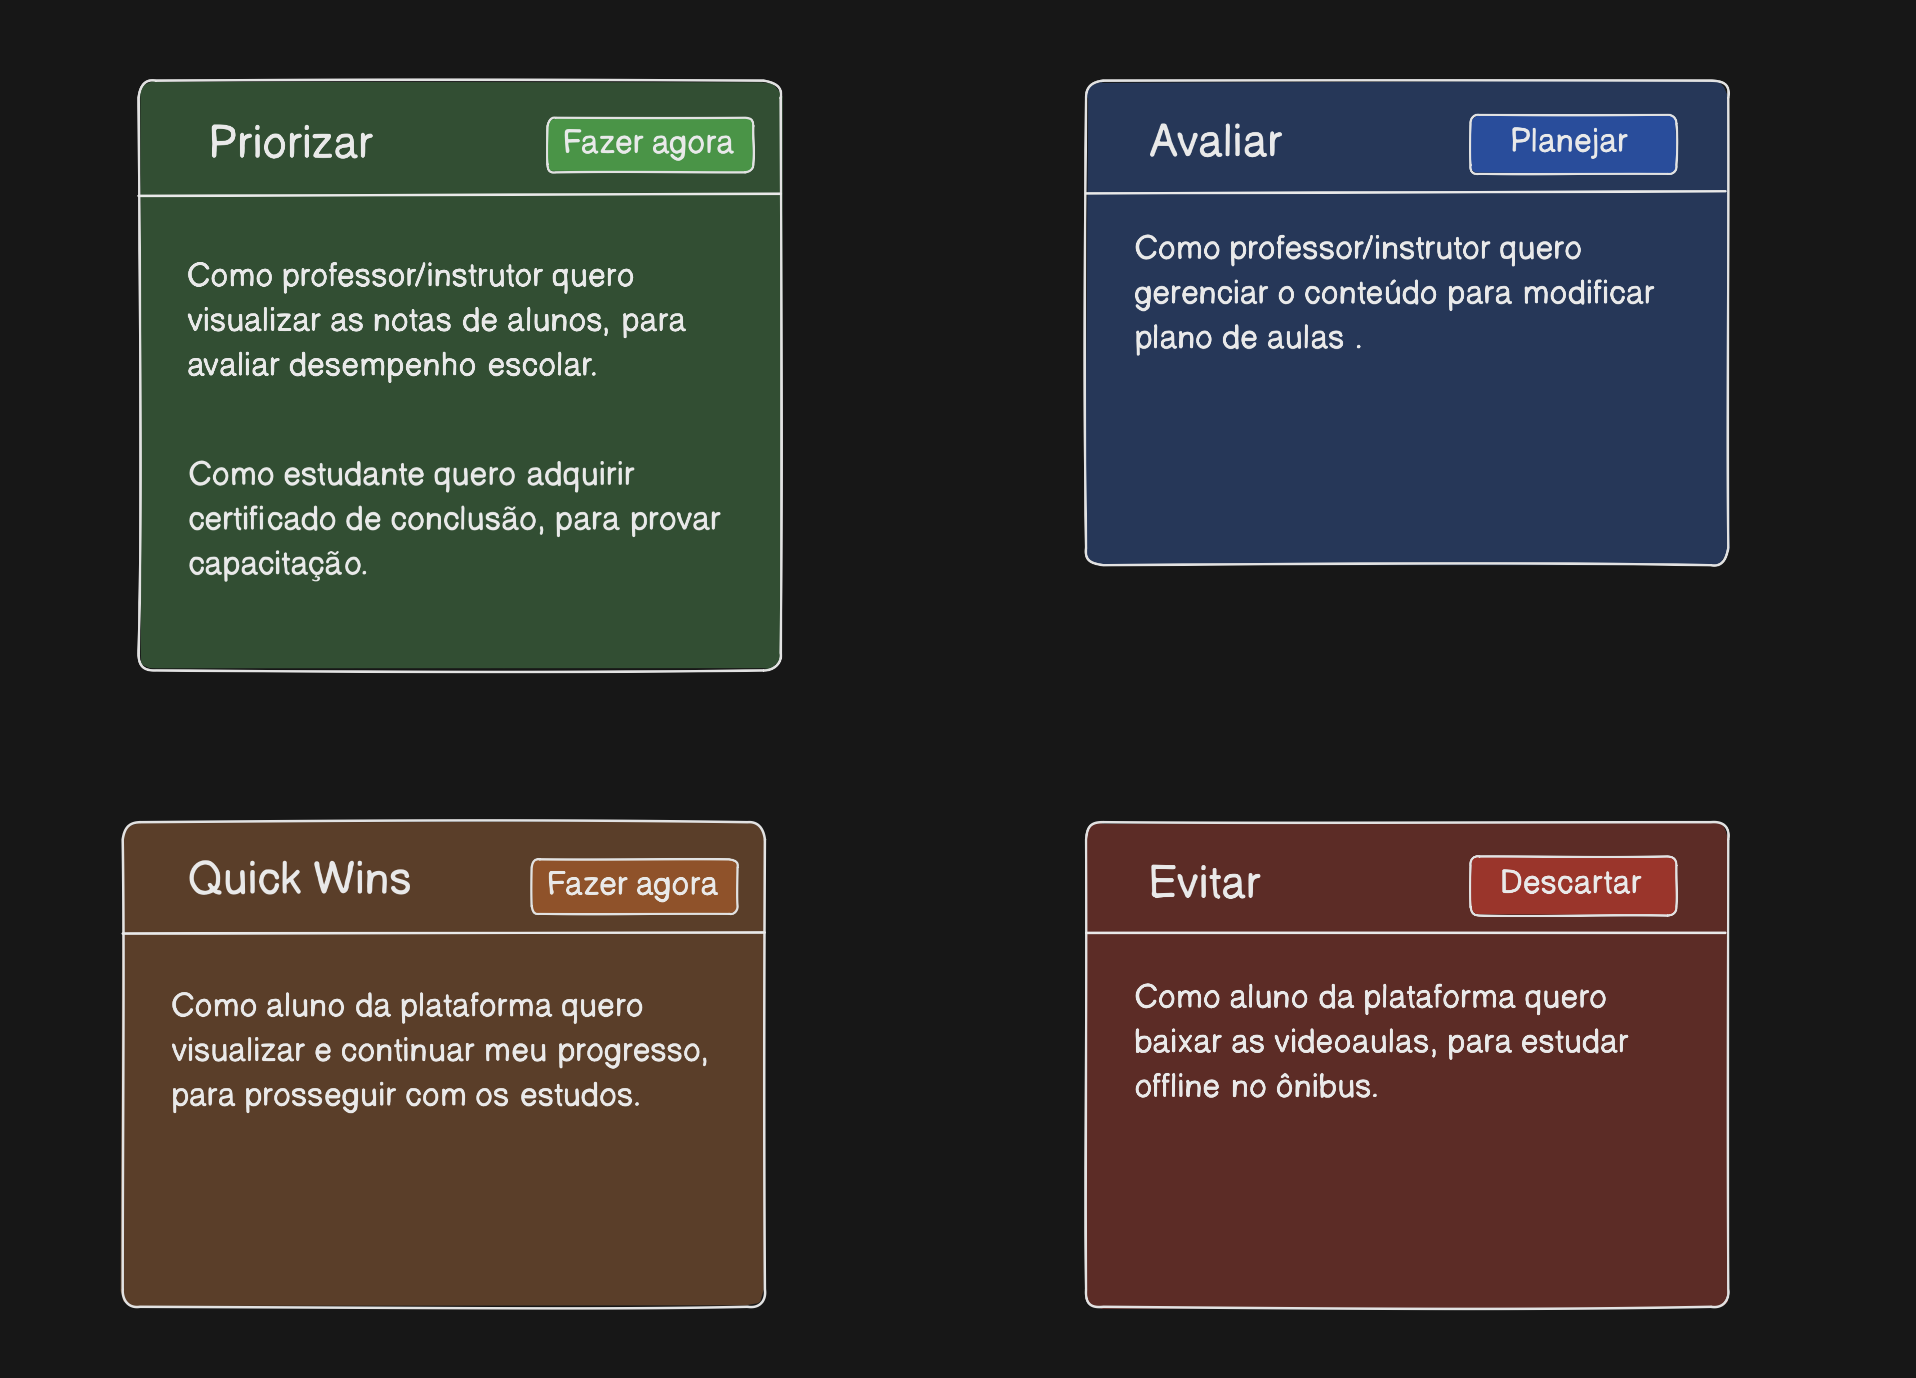 Priorizar
Fazer agora
Como professor/instrutor quero
visualizar as notas de alunos, para
avaliar desempenho escolar.
Como estudante quero adquirir
certificado de conclusão, para provar
capacitação.
Avaliar
Planejar
Como professor/instrutor quero
gerenciar o conteúdo para modificar
plano de aulas .
Quick Wins
Fazer agora
Como aluno da plataforma quero
visualizar e continuar meu progresso,
para prosseguir com os estudos.
Evitar
Descartar
Como aluno da plataforma quero
baixar as videoaulas, para estudar
offline no ônibus.